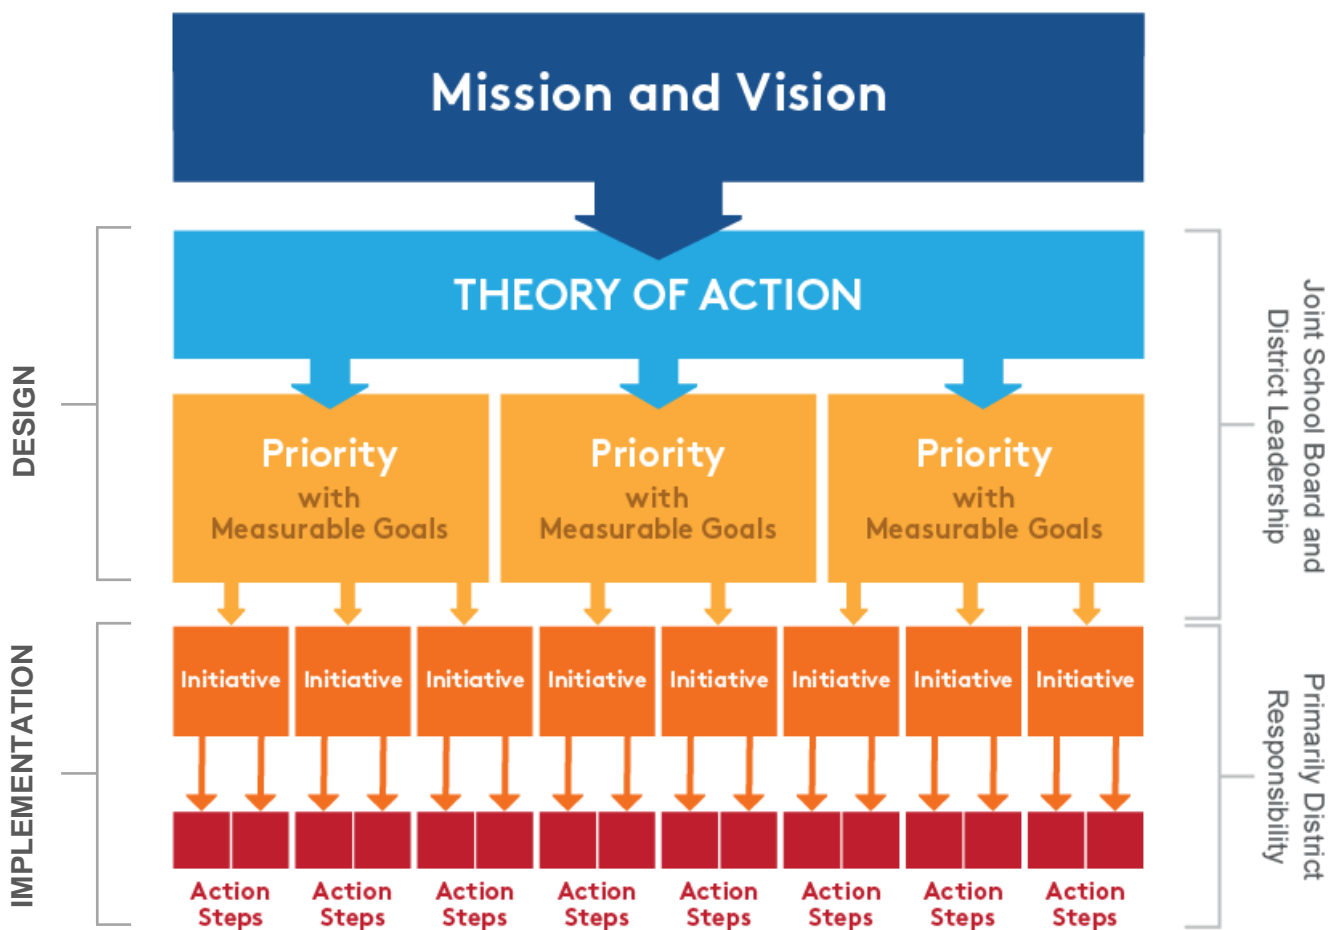 Mission and Vision
THEORY OF ACTION
DESIGN
Joint School Board and
District Leadership
Priority
with
Measurable Goals
Priority
with
Measurable Goals
Priority
with
Measurable Goals
IMPLEMENTATION
Primarily District
Responsibility
Initiative
Initiative
Initiative
Initiative
Initiative
Initiative
Initiative
Initiative
Action
Steps
Action
Steps
Action
Steps
Action
Steps
Action
Steps
Action
Steps
Action
Steps
Action
Steps